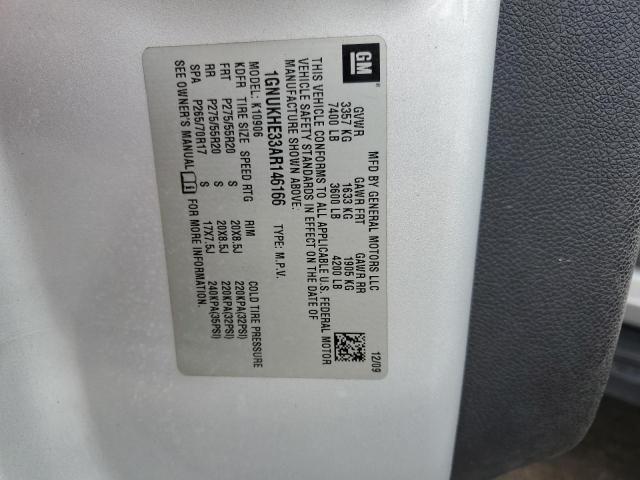 GM
®
MFD BY GENERAL MOTORS LLC
12/09
GVWR GAWR FRT GAWR RR
3357 KG 1633 KG 1905 KG
7400 LB 3600 LB 4200 LB
THIS VEHICLE CONFORMS TO ALL APPLICABLE U.S. FEDERAL MOTOR
VEHICLE SAFETY STANDARDS IN EFFECT ON THE DATE OF
MANUFACTURE SHOWN ABOVE.
1GNUKHE33AR146166 TYPE: M.P.V.
MODEL: K10906
KDFR TIRE SIZE SPEED RTG RIM COLD TIRE PRESSURE
FRT P275/55R20 S 20X8.5J 220KPA(32PSI)
RR P275/55R20 S 20X8.5J 220KPA(32PSI)
SPA P265/70R17 S 17X7.5J 240KPA(35PSI)
SEE OWNER'S MANUAL FOR MORE INFORMATION.